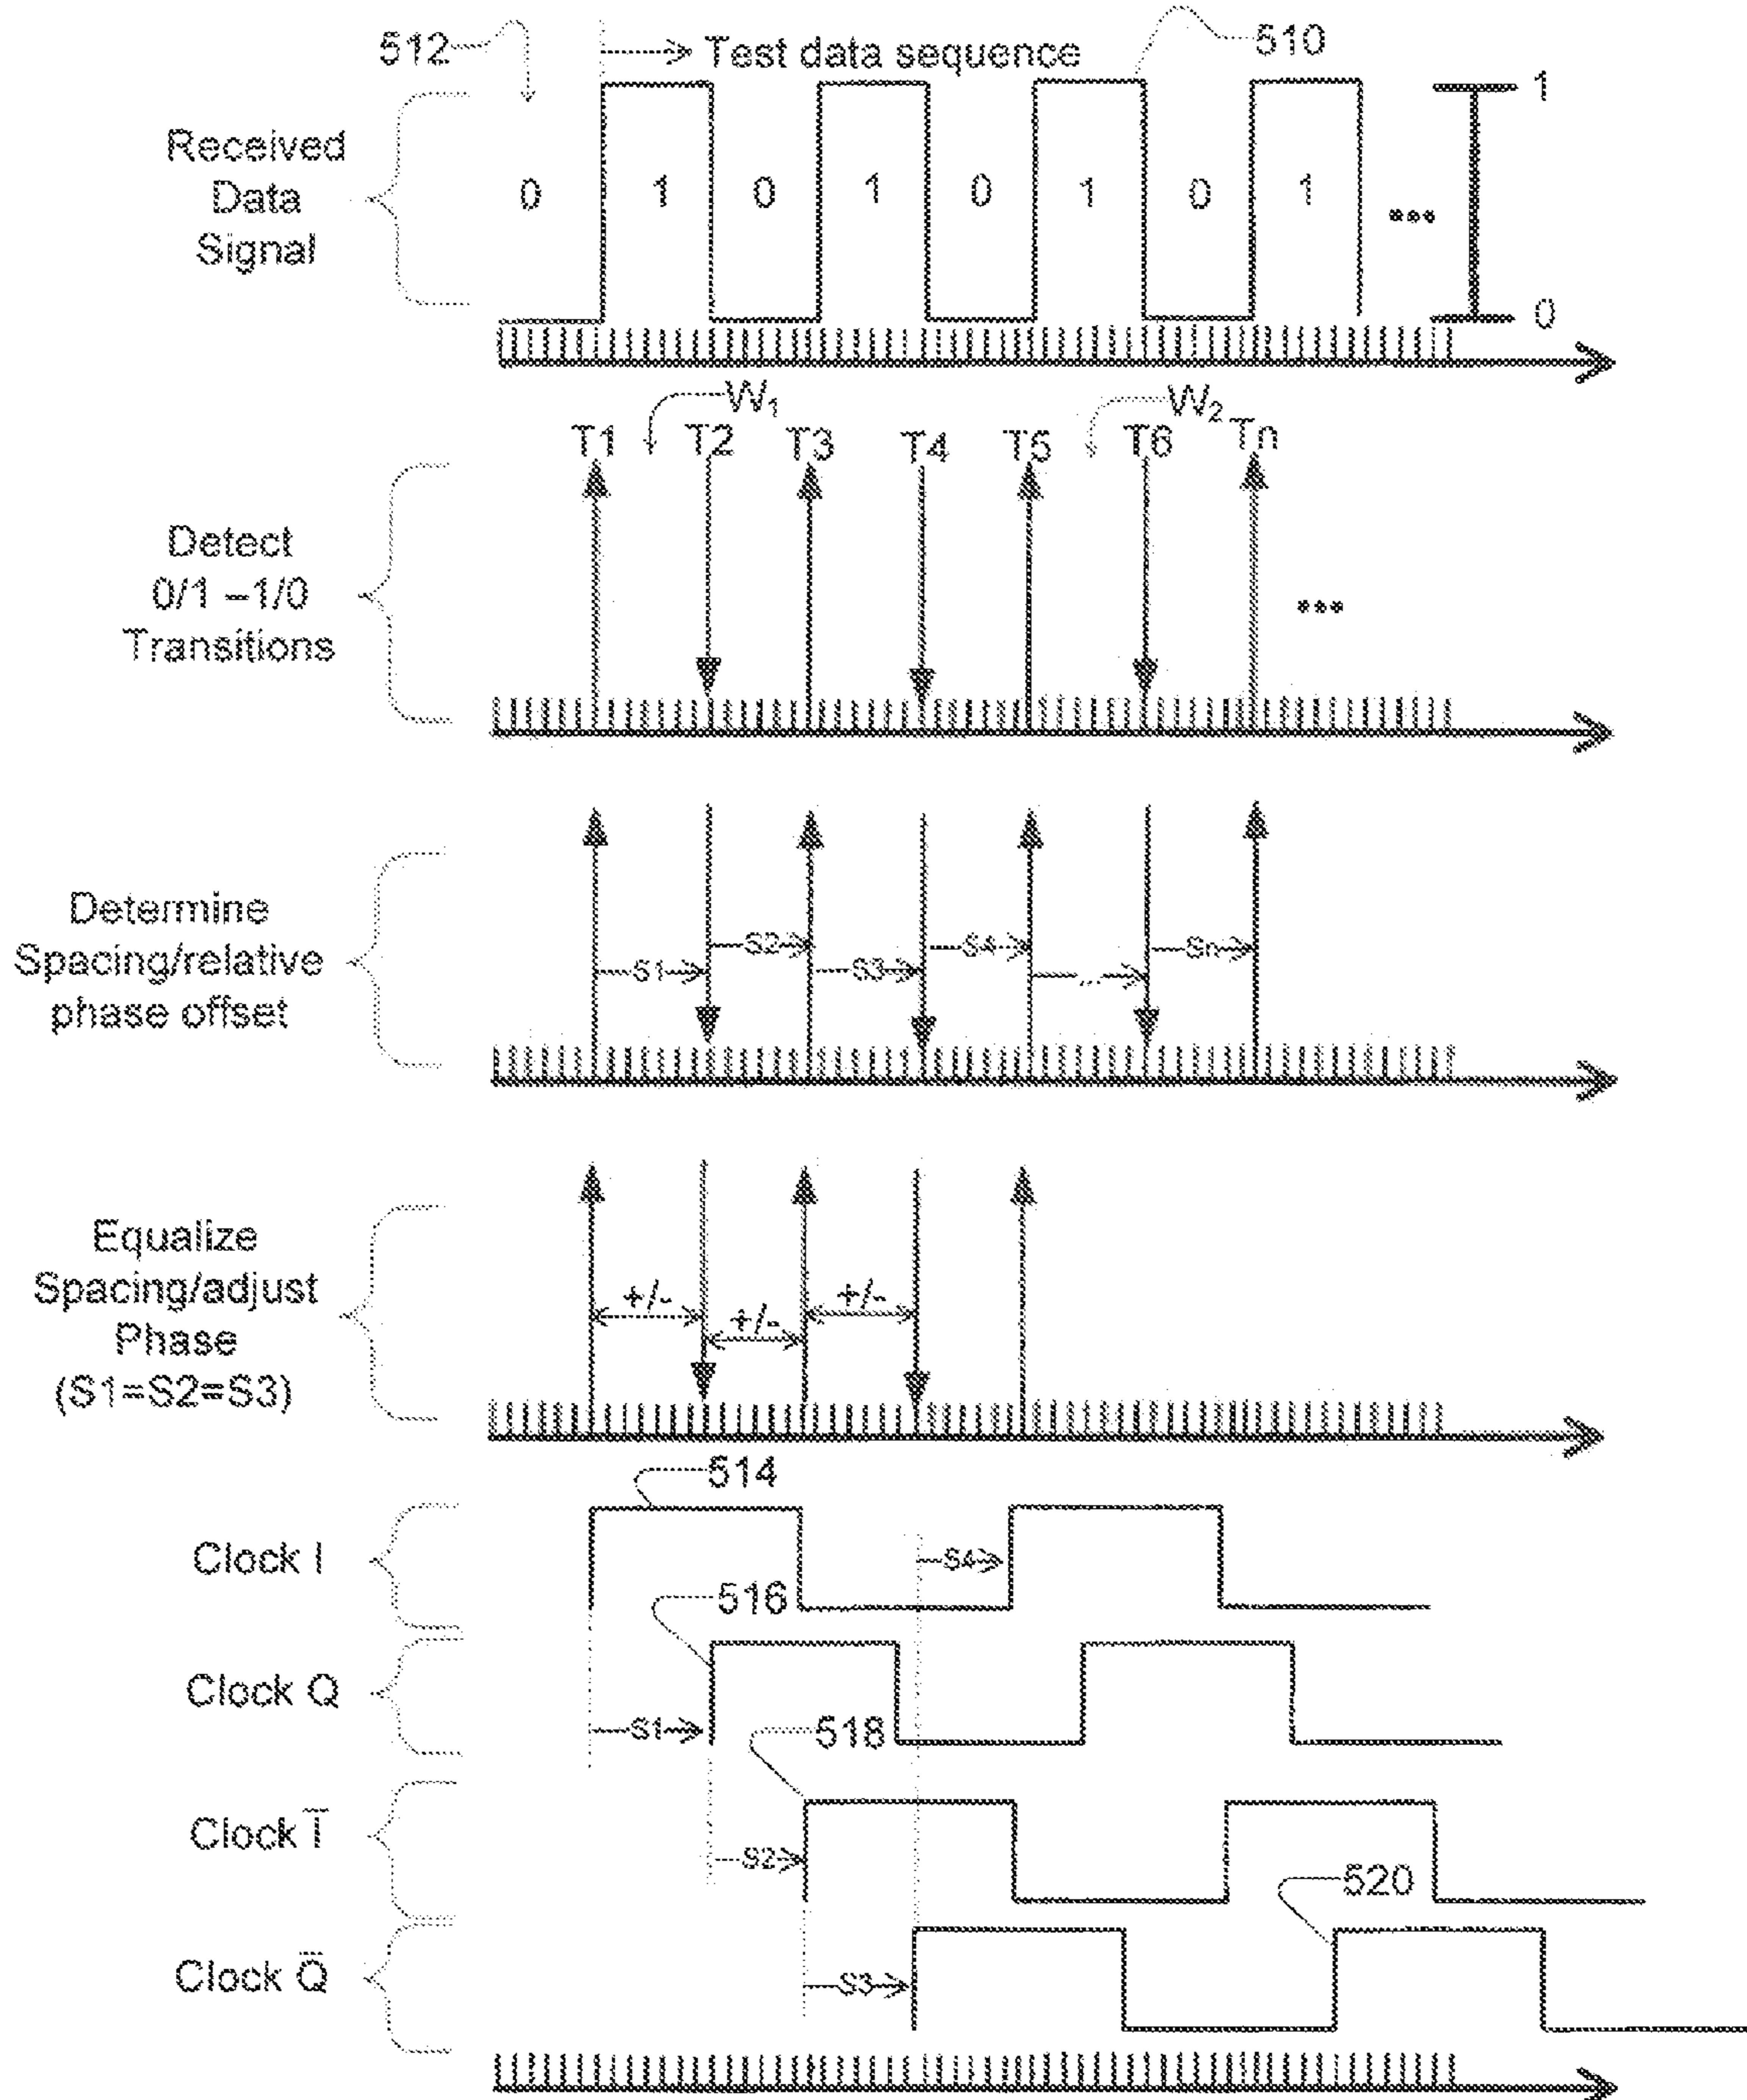 512
Test data sequence
510
1
Received
Data
Signal
0 1 0 1 0 1 0 1 ...
0
W1
W2
T1 T2 T3 T4 T5 T6 Tn
Detect
0/1 –1/0
Transitions
...
Determine
Spacing/relative
phase offset
S1 S2 S3 S4 ... Sn
Equalize
Spacing/adjust
Phase
(S1=S2=S3)
+/- +/- +/-
514
Clock I
S4
516
Clock Q
S1
518
Clock I̅
S2
520
Clock Q̅
S3